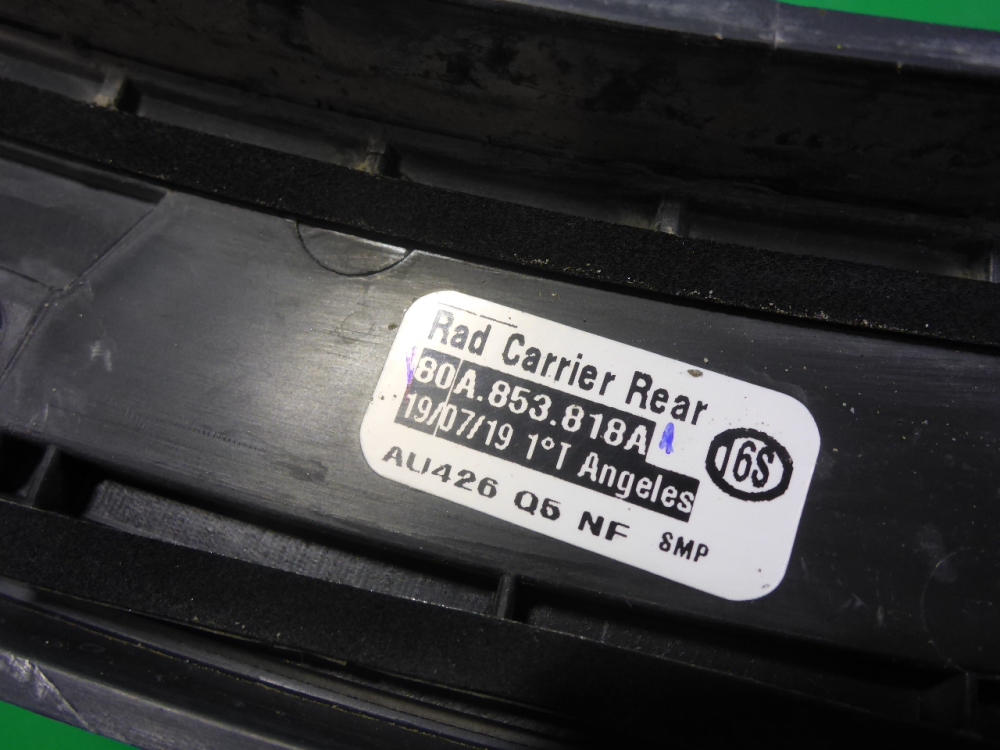 Rad Carrier Rear
80A.853.818A
19/07/19 1°T Angeles
16S
AU426 Q5 NF SMP